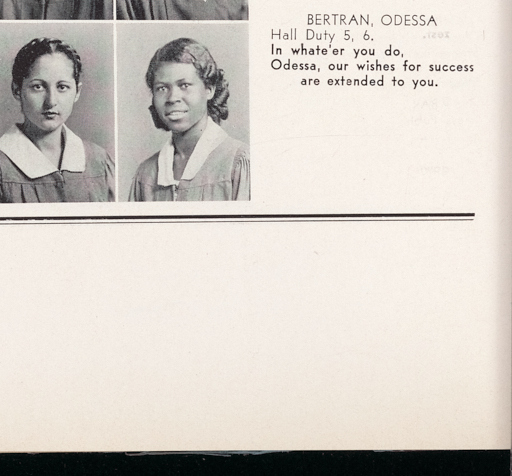 BERTRAN, ODESSA
Hall Duty 5, 6.
In whate'er you do,
Odessa, our wishes for success
are extended to you.